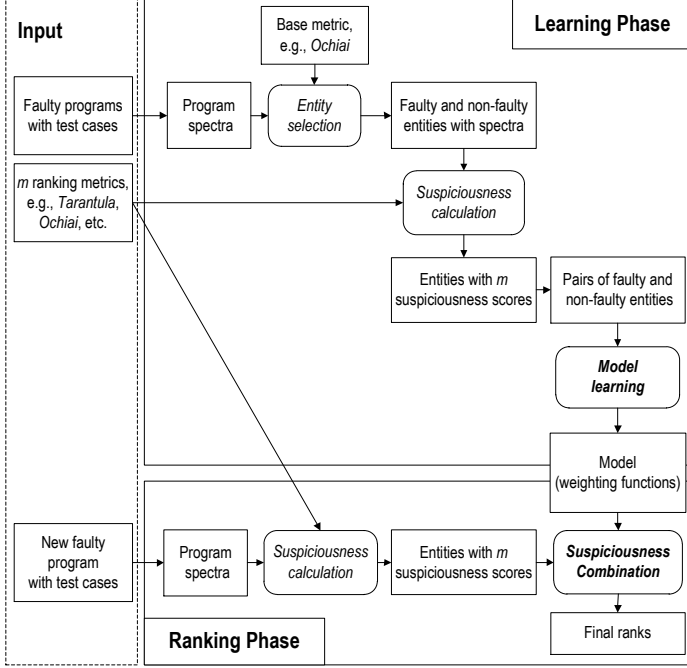 Input
Learning Phase
Base metric,
e.g., Ochiai
Faulty programs
with test cases
Program
spectra
Entity
selection
Faulty and non-faulty
entities with spectra
m ranking metrics,
e.g., Tarantula,
Ochiai, etc.
Suspiciousness
calculation
Entities with m
suspiciousness scores
Pairs of faulty and
non-faulty entities
Model
learning
Model
(weighting functions)
New faulty
program
with test cases
Program
spectra
Suspiciousness
calculation
Entities with m
suspiciousness scores
Suspiciousness
Combination
Final ranks
Ranking Phase